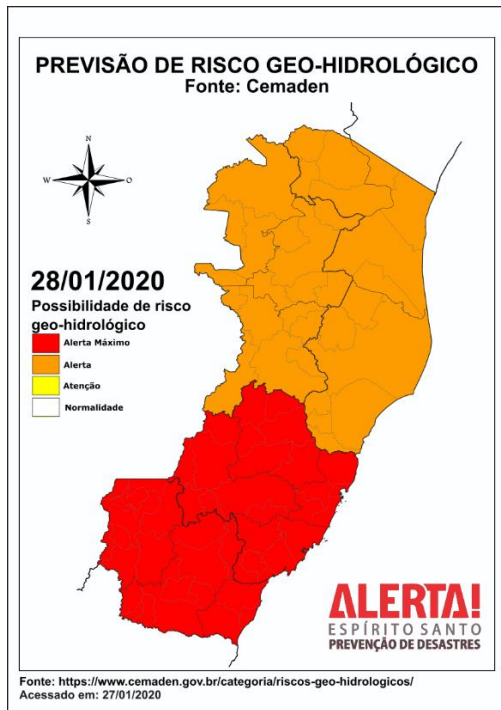 PREVISÃO DE RISCO GEO-HIDROLÓGICO
Fonte: Cemaden
N
W
O
S
28/01/2020
Possibilidade de risco
geo-hidrológico
Alerta Máximo
Alerta
Atenção
Normalidade
ALERTA!
ESPÍRITO SANTO
PREVENÇÃO DE DESASTRES
Fonte: https://www.cemaden.gov.br/categoria/riscos-geo-hidrologicos/
Acessado em: 27/01/2020